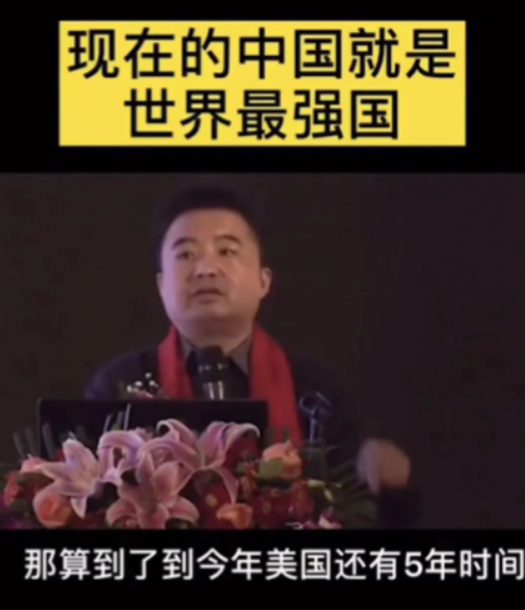 现在的中国就是
世界最强国
那算到了到今年美国还有5年时间